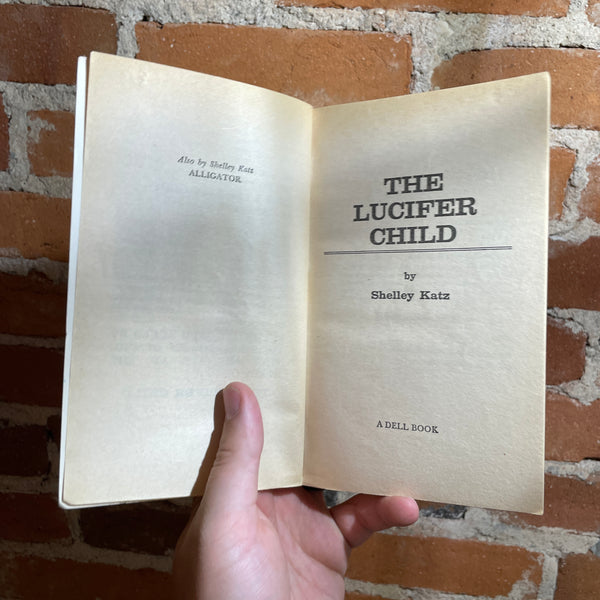 Also by Shelley Katz
ALLIGATOR
THE
LUCIFER
CHILD
by
Shelley Katz
A DELL BOOK